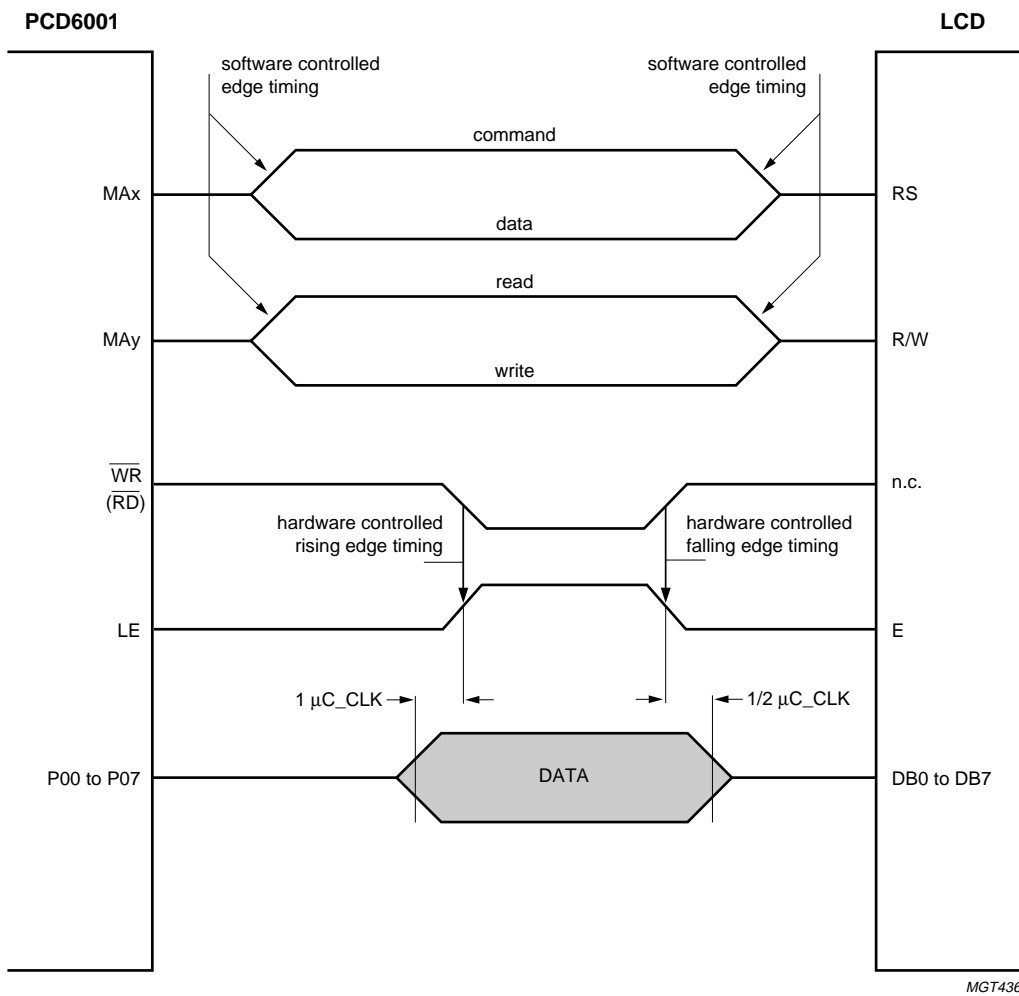 PCD6001
LCD
software controlled
edge timing
software controlled
edge timing
command
MAx
RS
data
read
MAy
R/W
write
WR
(RD)
n.c.
hardware controlled
rising edge timing
hardware controlled
falling edge timing
LE
E
1 μC_CLK
1/2 μC_CLK
P00 to P07
DATA
DB0 to DB7
MGT436